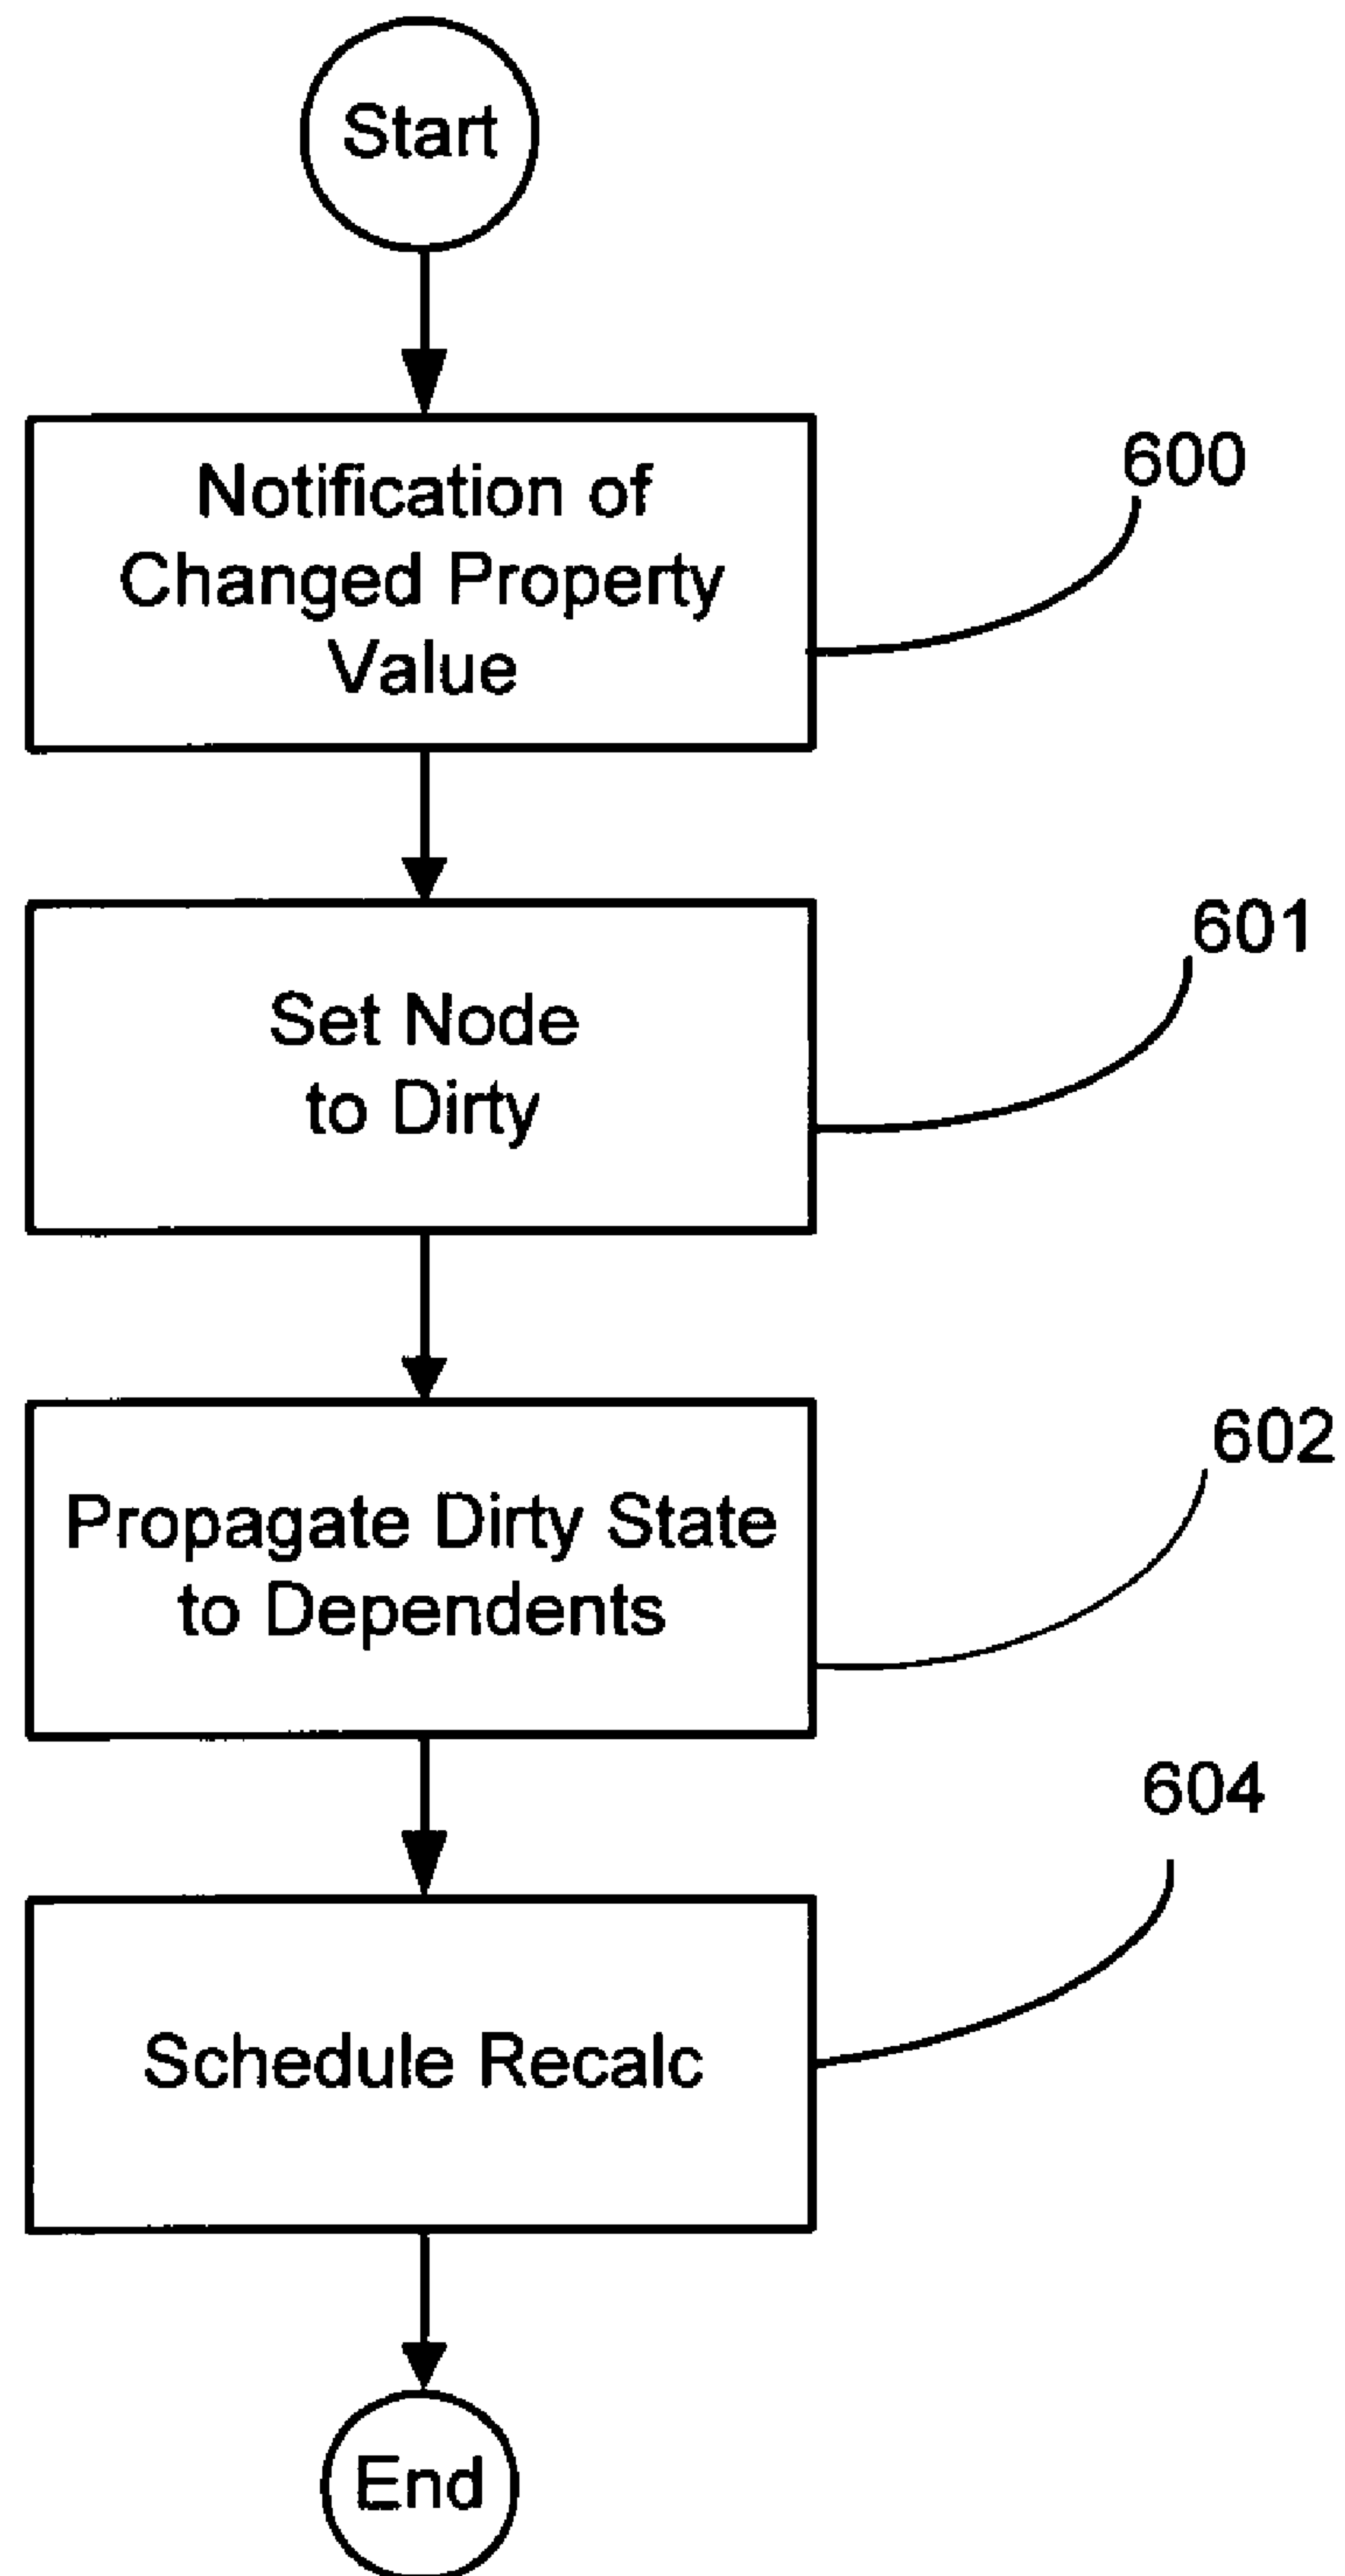 Start
Notification of
Changed Property
Value
600
Set Node
to Dirty
601
Propagate Dirty State
to Dependents
602
Schedule Recalc
604
End